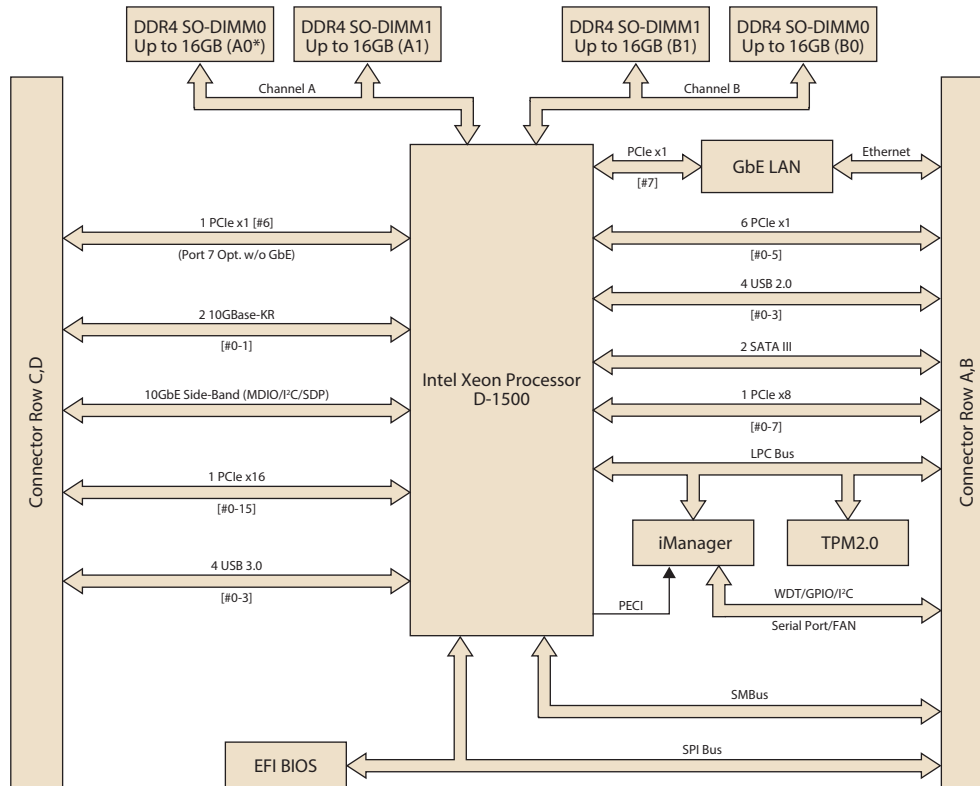 DDR4 SO-DIMM0
Up to 16GB (A0*)
DDR4 SO-DIMM1
Up to 16GB (A1)
DDR4 SO-DIMM1
Up to 16GB (B1)
DDR4 SO-DIMM0
Up to 16GB (B0)
Channel A
Channel B
Connector Row C,D
1 PCIe x1 [#6]
(Port 7 Opt. w/o GbE)
2 10GBase-KR
[#0-1]
10GbE Side-Band (MDIO/I²C/SDP)
1 PCIe x16
[#0-15]
4 USB 3.0
[#0-3]
Intel Xeon Processor
D-1500
PCIe x1
[#7]
GbE LAN
Ethernet
6 PCIe x1
[#0-5]
4 USB 2.0
[#0-3]
2 SATA III
1 PCIe x8
[#0-7]
LPC Bus
iManager
TPM2.0
PECI
WDT/GPIO/I²C
Serial Port/FAN
SMBus
SPI Bus
EFI BIOS
Connector Row A,B